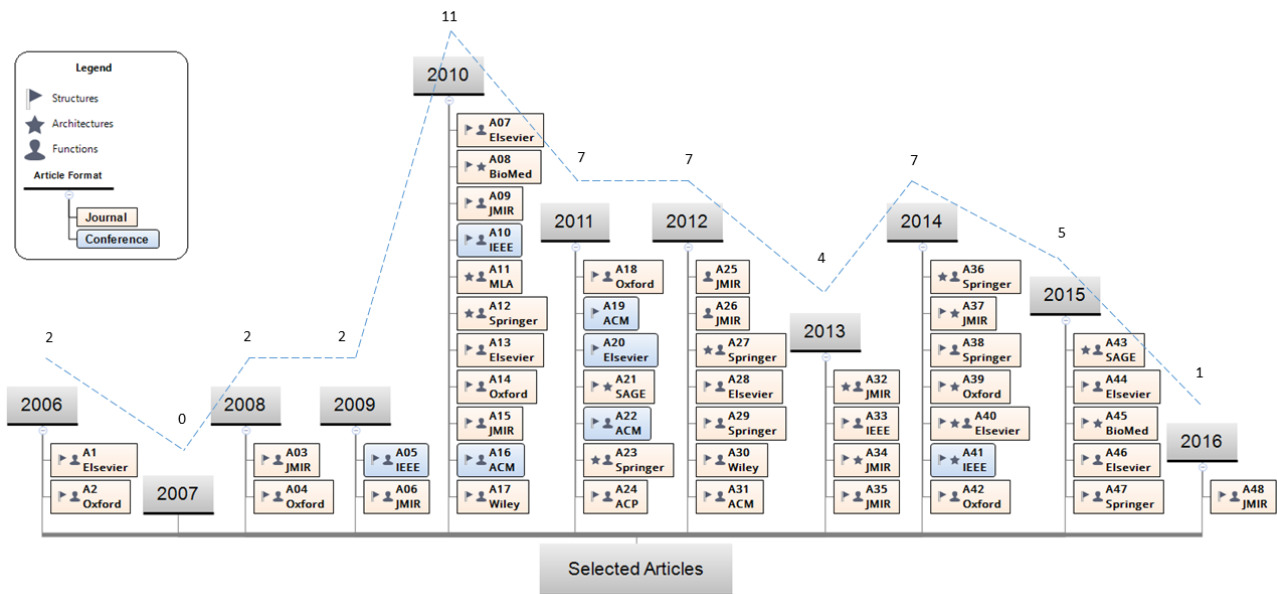 Legend
Structures
Architectures
Functions
Article Format
Journal
Conference
2
2006
A1
Elsevier
A2
Oxford
0
2007
2
2008
A03
JMIR
A04
Oxford
2
2009
A05
IEEE
A06
JMIR
11
2010
A07
Elsevier
A08
BioMed
A09
JMIR
A10
IEEE
A11
MLA
A12
Springer
A13
Elsevier
A14
Oxford
A15
JMIR
A16
ACM
A17
Wiley
7
2011
A18
Oxford
A19
ACM
A20
Elsevier
A21
SAGE
A22
ACM
A23
Springer
A24
ACP
7
2012
A25
JMIR
A26
JMIR
A27
Springer
A28
Elsevier
A29
Springer
A30
Wiley
A31
ACM
4
2013
A32
JMIR
A33
IEEE
A34
JMIR
A35
JMIR
7
2014
A36
Springer
A37
JMIR
A38
Springer
A39
Oxford
A40
Elsevier
A41
IEEE
A42
Oxford
5
2015
A43
SAGE
A44
Elsevier
A45
BioMed
A46
Elsevier
A47
Springer
1
2016
A48
JMIR
Selected Articles